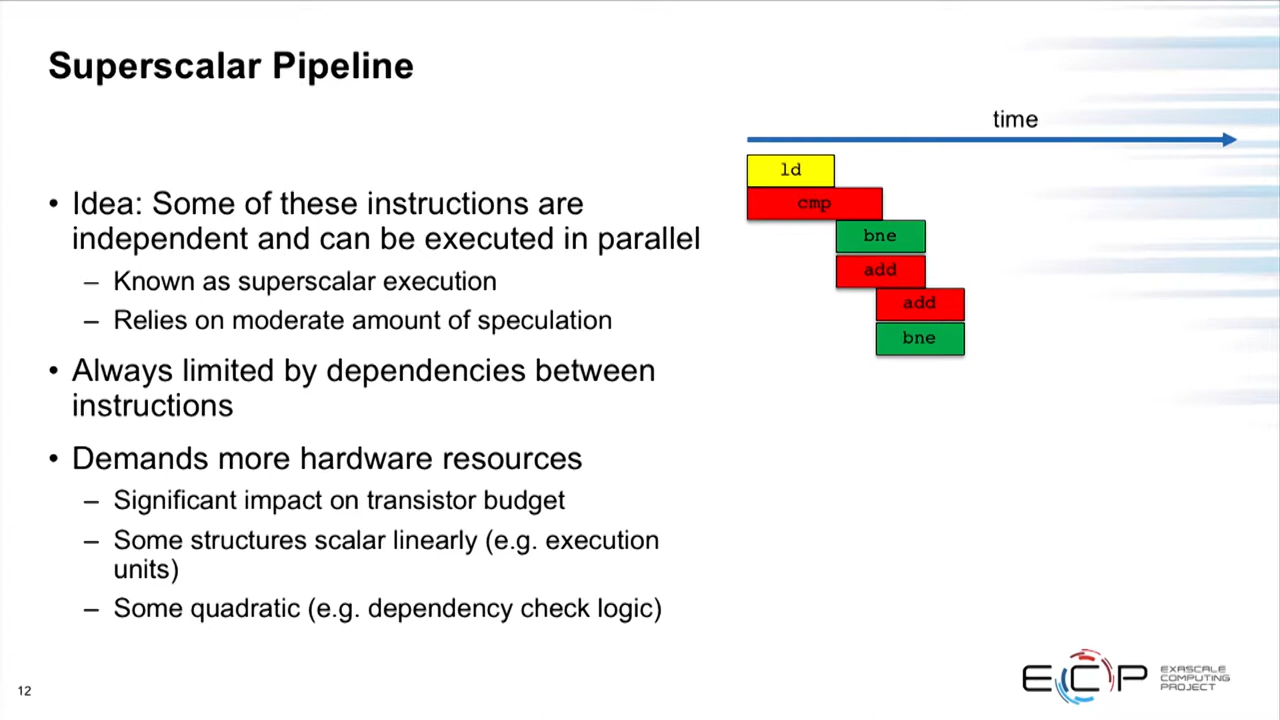 Superscalar Pipeline
time
ld
cmp
bne
add
add
bne
• Idea: Some of these instructions are
independent and can be executed in parallel
– Known as superscalar execution
– Relies on moderate amount of speculation
• Always limited by dependencies between
instructions
• Demands more hardware resources
– Significant impact on transistor budget
– Some structures scalar linearly (e.g. execution
units)
– Some quadratic (e.g. dependency check logic)
12
ECP
EXASCALE
COMPUTING
PROJECT